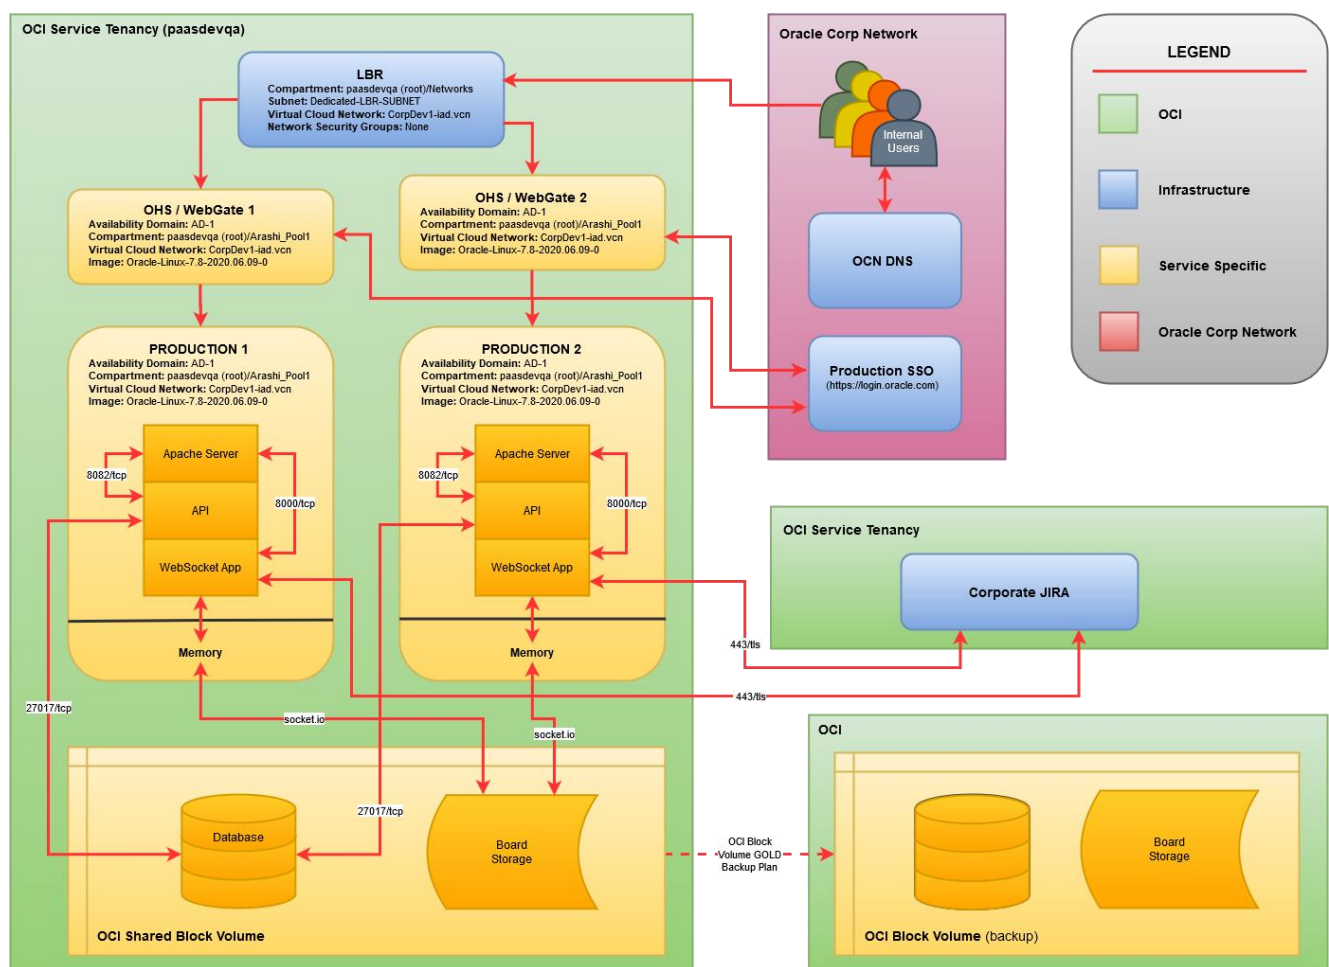 OCI Service Tenancy (paasdevqa)
LBR
Compartment: paasdevqa (root)/Networks
Subnet: Dedicated-LBR-SUBNET
Virtual Cloud Network: CorpDev1-iad.vcn
Network Security Groups: None
OHS / WebGate 1
Availability Domain: AD-1
Compartment: paasdevqa (root)/Arashi_Pool1
Virtual Cloud Network: CorpDev1-iad.vcn
Image: Oracle-Linux-7.8-2020.06.09-0
OHS / WebGate 2
Availability Domain: AD-1
Compartment: paasdevqa (root)/Arashi_Pool1
Virtual Cloud Network: CorpDev1-iad.vcn
Image: Oracle-Linux-7.8-2020.06.09-0
PRODUCTION 1
Availability Domain: AD-1
Compartment: paasdevqa (root)/Arashi_Pool1
Virtual Cloud Network: CorpDev1-iad.vcn
Image: Oracle-Linux-7.8-2020.06.09-0
Apache Server
8082/tcp
API
8000/tcp
WebSocket App
Memory
PRODUCTION 2
Availability Domain: AD-1
Compartment: paasdevqa (root)/Arashi_Pool1
Virtual Cloud Network: CorpDev1-iad.vcn
Image: Oracle-Linux-7.8-2020.06.09-0
Apache Server
8082/tcp
API
8000/tcp
WebSocket App
Memory
27017/tcp
socket.io
socket.io
27017/tcp
Database
Board
Storage
OCI Shared Block Volume
Oracle Corp Network
Internal
Users
OCN DNS
Production SSO
(https://login.oracle.com)
LEGEND
OCI
Infrastructure
Service Specific
Oracle Corp Network
OCI Service Tenancy
Corporate JIRA
443/tls
443/tls
OCI Block
Volume GOLD
Backup Plan
OCI
Board
Storage
OCI Block Volume (backup)